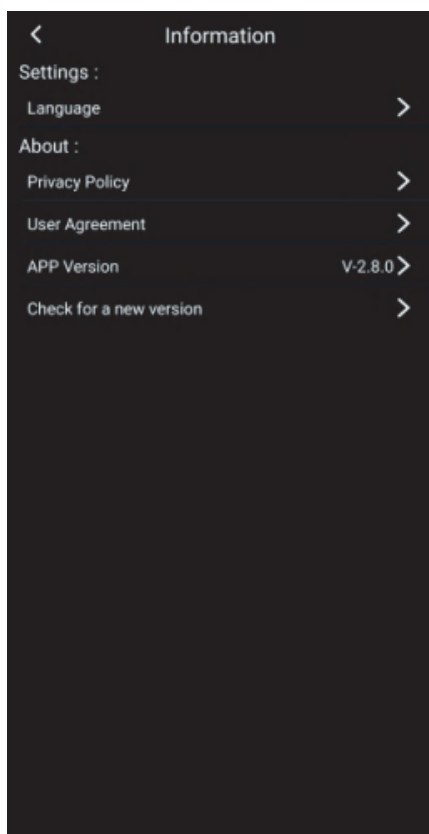 Information
Settings :
Language
About :
Privacy Policy
User Agreement
APP Version V-2.8.0
Check for a new version